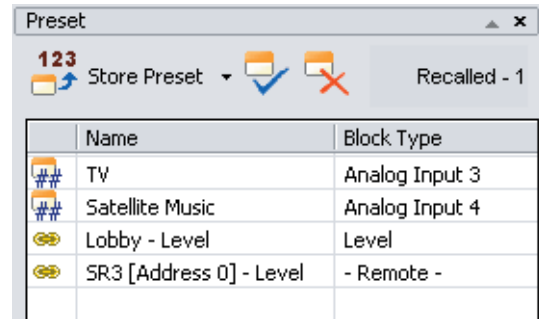 Preset
123
Store Preset
Recalled - 1
Name Block Type
## TV Analog Input 3
## Satellite Music Analog Input 4
Lobby - Level Level
SR3 [Address 0] - Level - Remote -